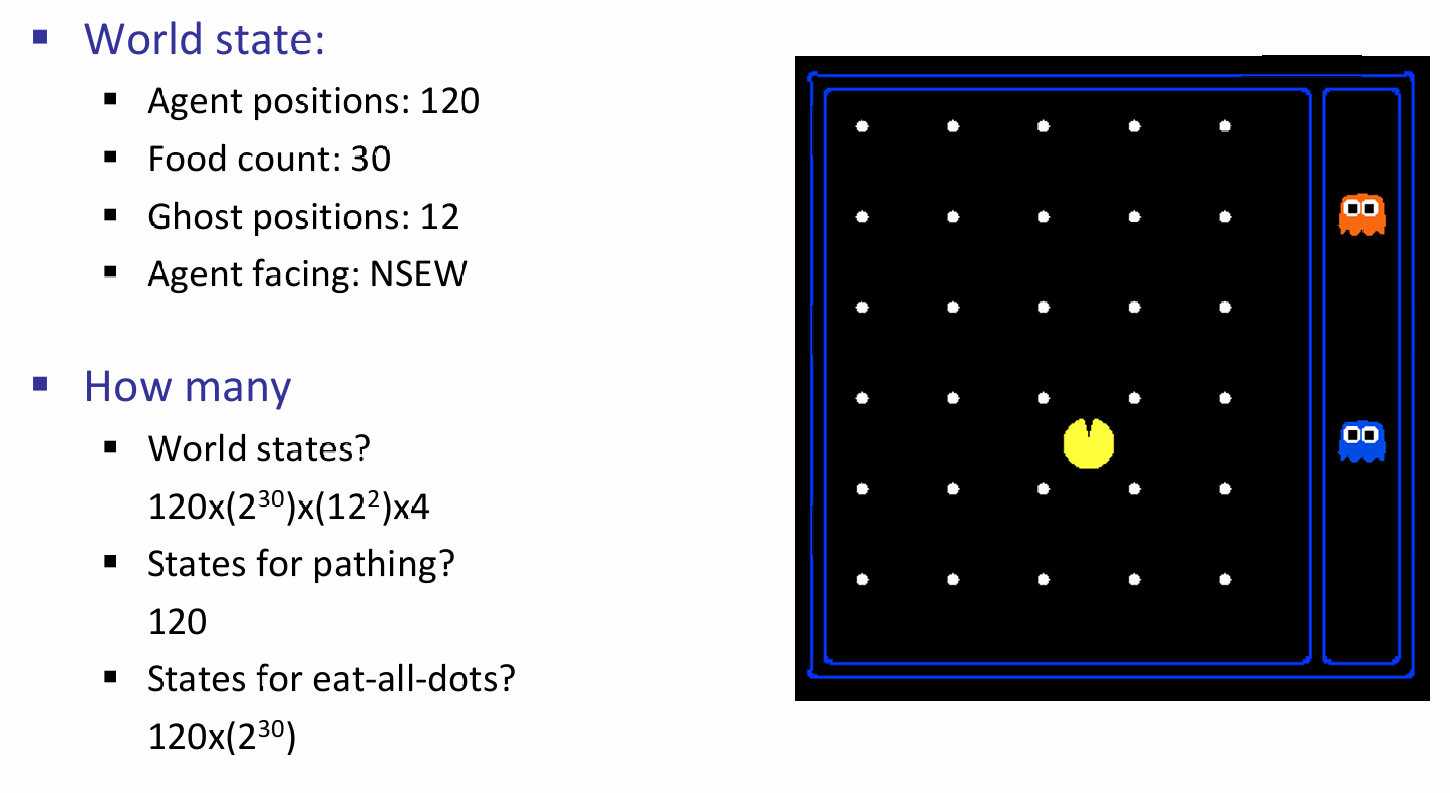 ▪ World state:
▪ Agent positions: 120
▪ Food count: 30
▪ Ghost positions: 12
▪ Agent facing: NSEW
▪ How many
▪ World states?
120x(2³⁰)x(12²)x4
▪ States for pathing?
120
▪ States for eat-all-dots?
120x(2³⁰)